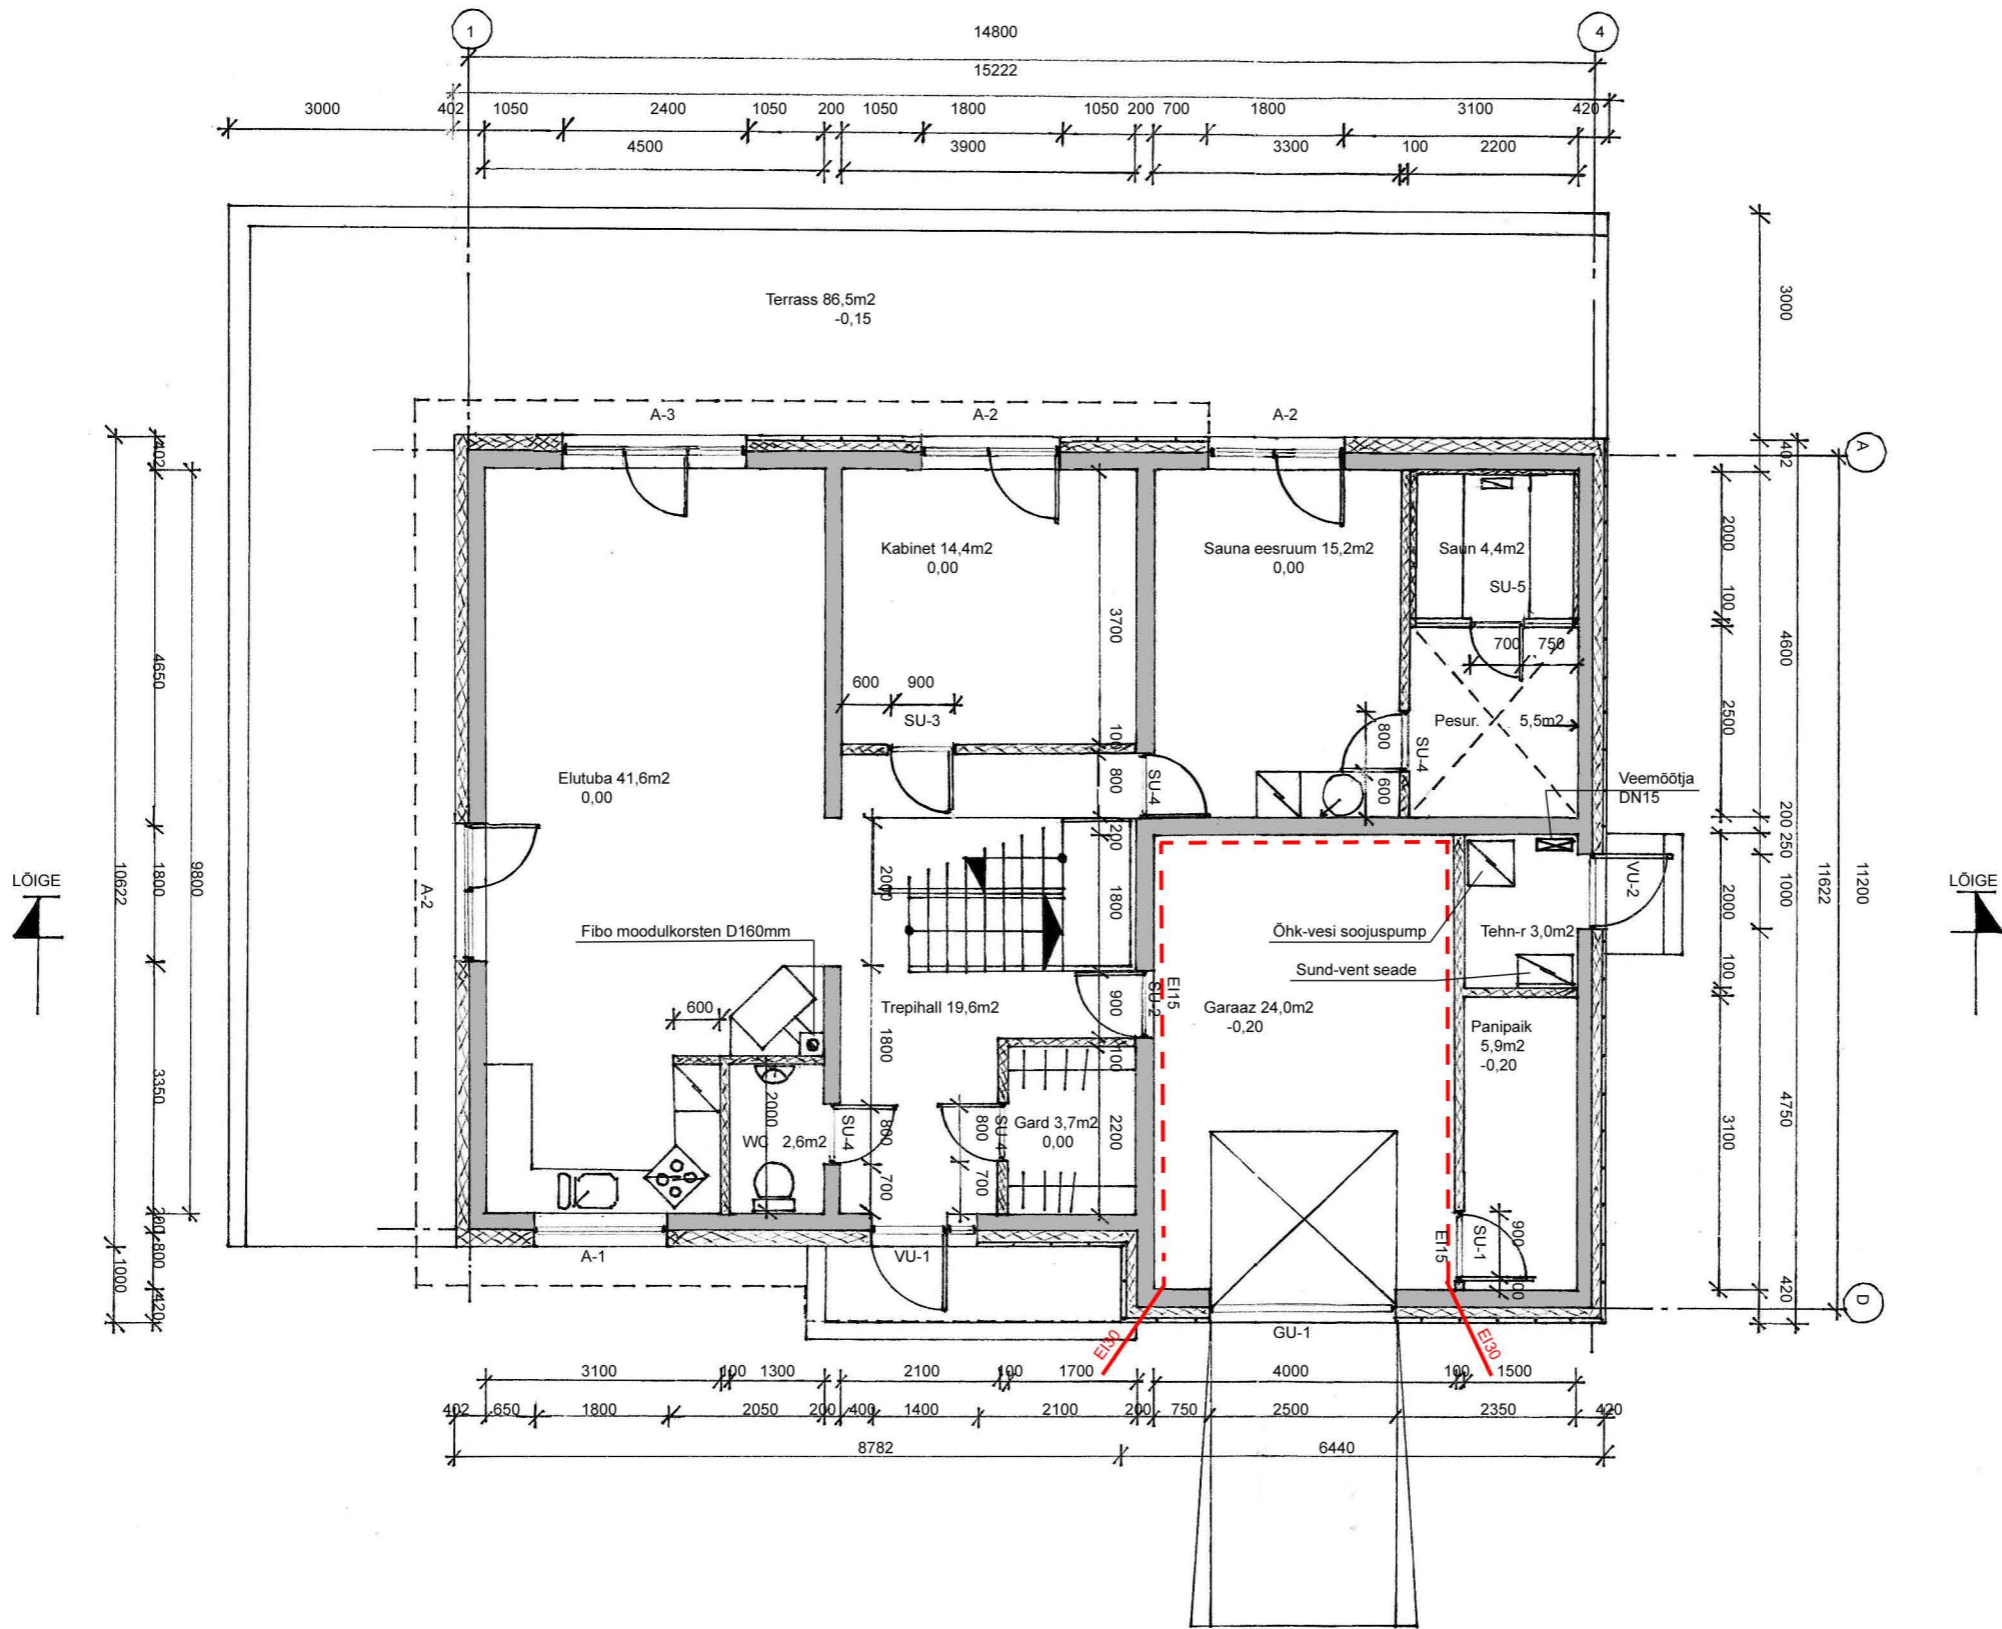 1
14800
4
15222
3000
402
1050
2400
1050
200
1050
1800
1050
200
700
1800
3100
420
4500
3900
3300
100
2200
Terrass 86,5m2
-0,15
3000
A-3
A-2
A-2
A
402
402
Kabinet 14,4m2
0,00
Sauna eesruum 15,2m2
0,00
Saun 4,4m2
SU-5
2000
100
3700
4650
4600
700
750
600
900
SU-3
800
SU-4
Pesur.
5,5m2
2500
100
Elutuba 41,6m2
0,00
800
SU-4
600
Veemõõtja
DN15
200
200
250
10622
1800
9800
A-2
2000
1800
VU-2
2000
1000
11622
11200
LÕIGE
LÕIGE
Fibo moodulkorsten D160mm
Õhk-vesi soojuspump
Tehn-r 3,0m2
Sund-vent seade
100
600
Trepihall 19,6m2
900
SU-2
EI15
Garaaz 24,0m2
-0,20
Panipaik
5,9m2
-0,20
1800
100
3350
2000
WC 2,6m2
SU-4
800
700
800
700
SU-4
Gard 3,7m2
0,00
2200
3100
4750
200
800
1000
420
EI15
SU-1
900
420
A-1
VU-1
GU-1
D
EI30
EI30
3100
100
1300
2100
100
1700
4000
100
1500
402
650
1800
2050
200
400
1400
2100
200
750
2500
2350
420
8782
6440